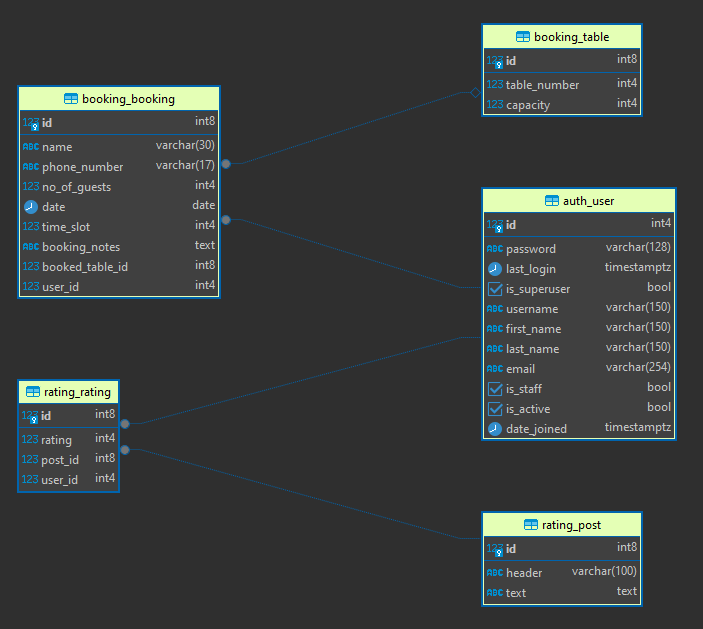 booking_table
123 id int8
123 table_number int4
123 capacity int4
booking_booking
123 id int8
ABC name varchar(30)
ABC phone_number varchar(17)
123 no_of_guests int4
date date
123 time_slot int4
ABC booking_notes text
123 booked_table_id int8
123 user_id int4
auth_user
123 id int4
ABC password varchar(128)
last_login timestamptz
is_superuser bool
ABC username varchar(150)
ABC first_name varchar(150)
ABC last_name varchar(150)
ABC email varchar(254)
is_staff bool
is_active bool
date_joined timestamptz
rating_rating
123 id int8
123 rating int4
123 post_id int8
123 user_id int4
rating_post
123 id int8
ABC header varchar(100)
ABC text text